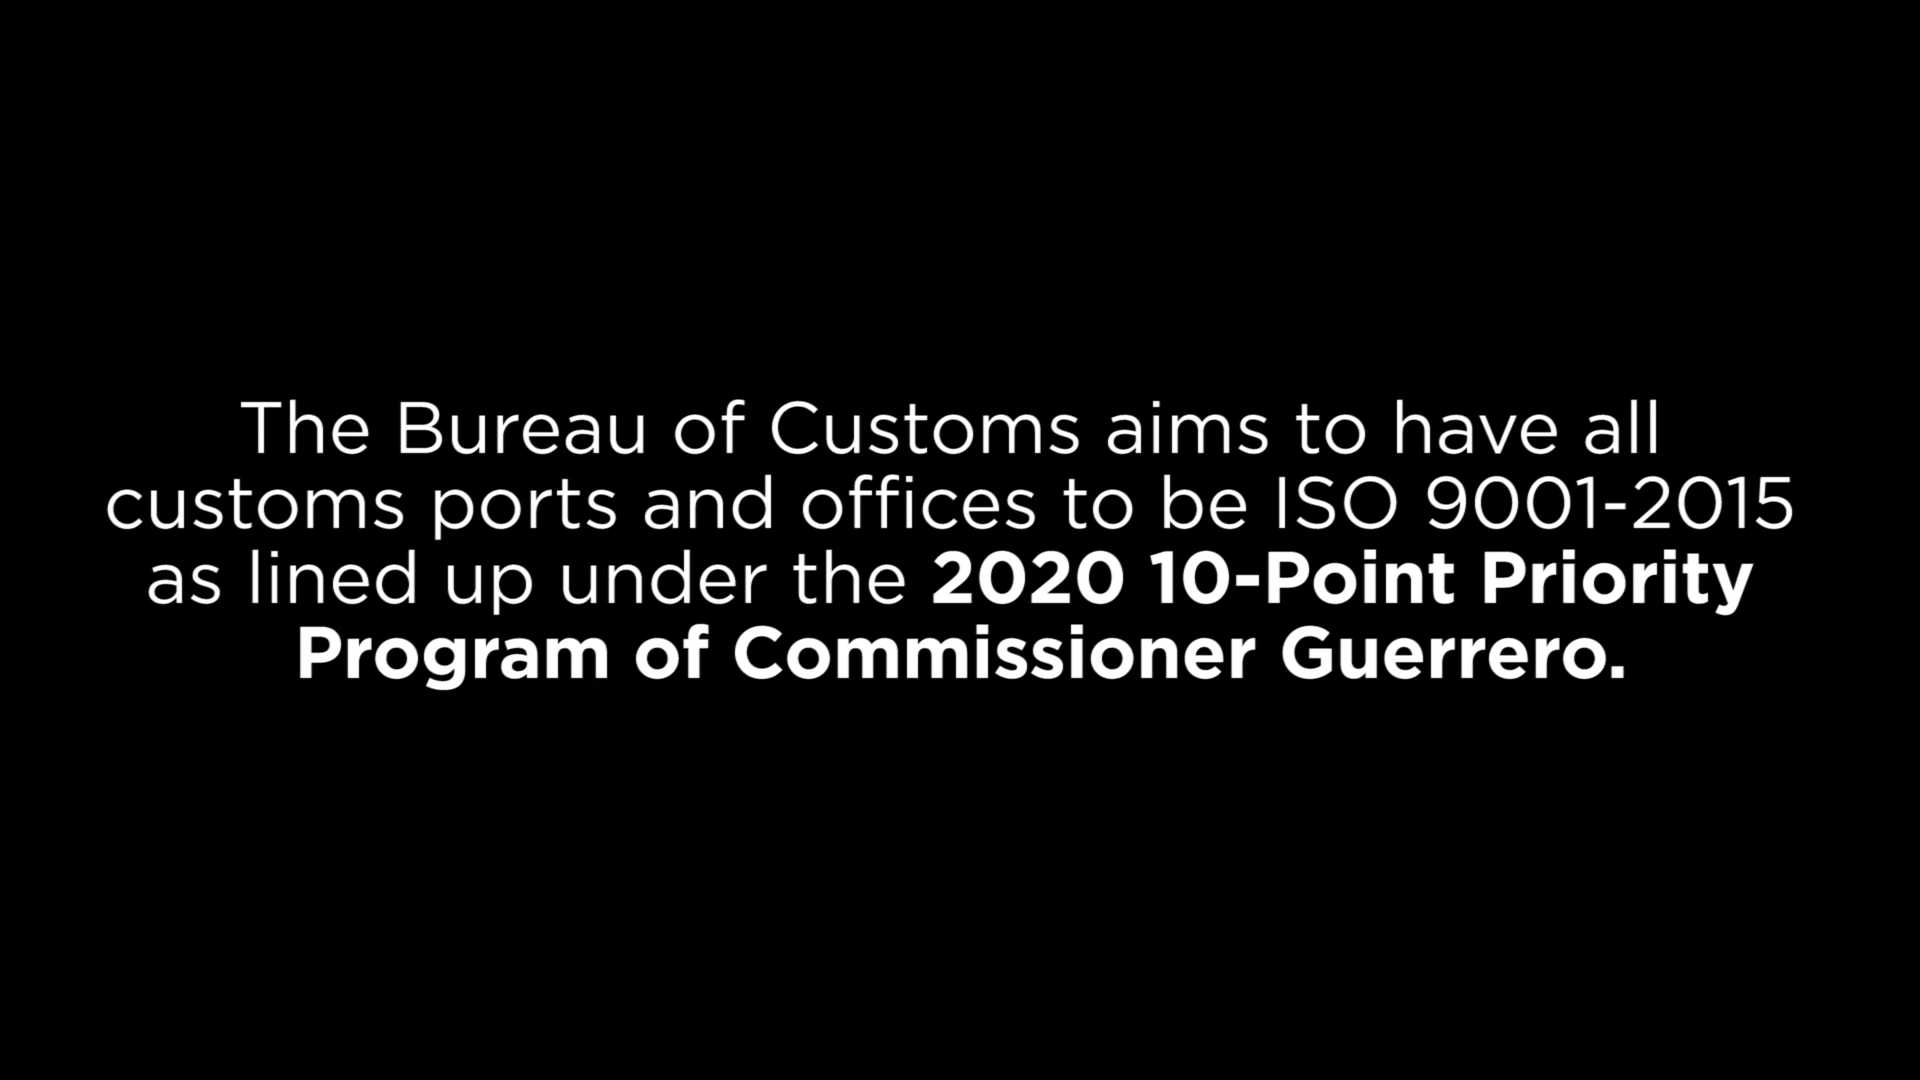 The Bureau of Customs aims to have all
customs ports and offices to be ISO 9001-2015
as lined up under the 2020 10-Point Priority
Program of Commissioner Guerrero.